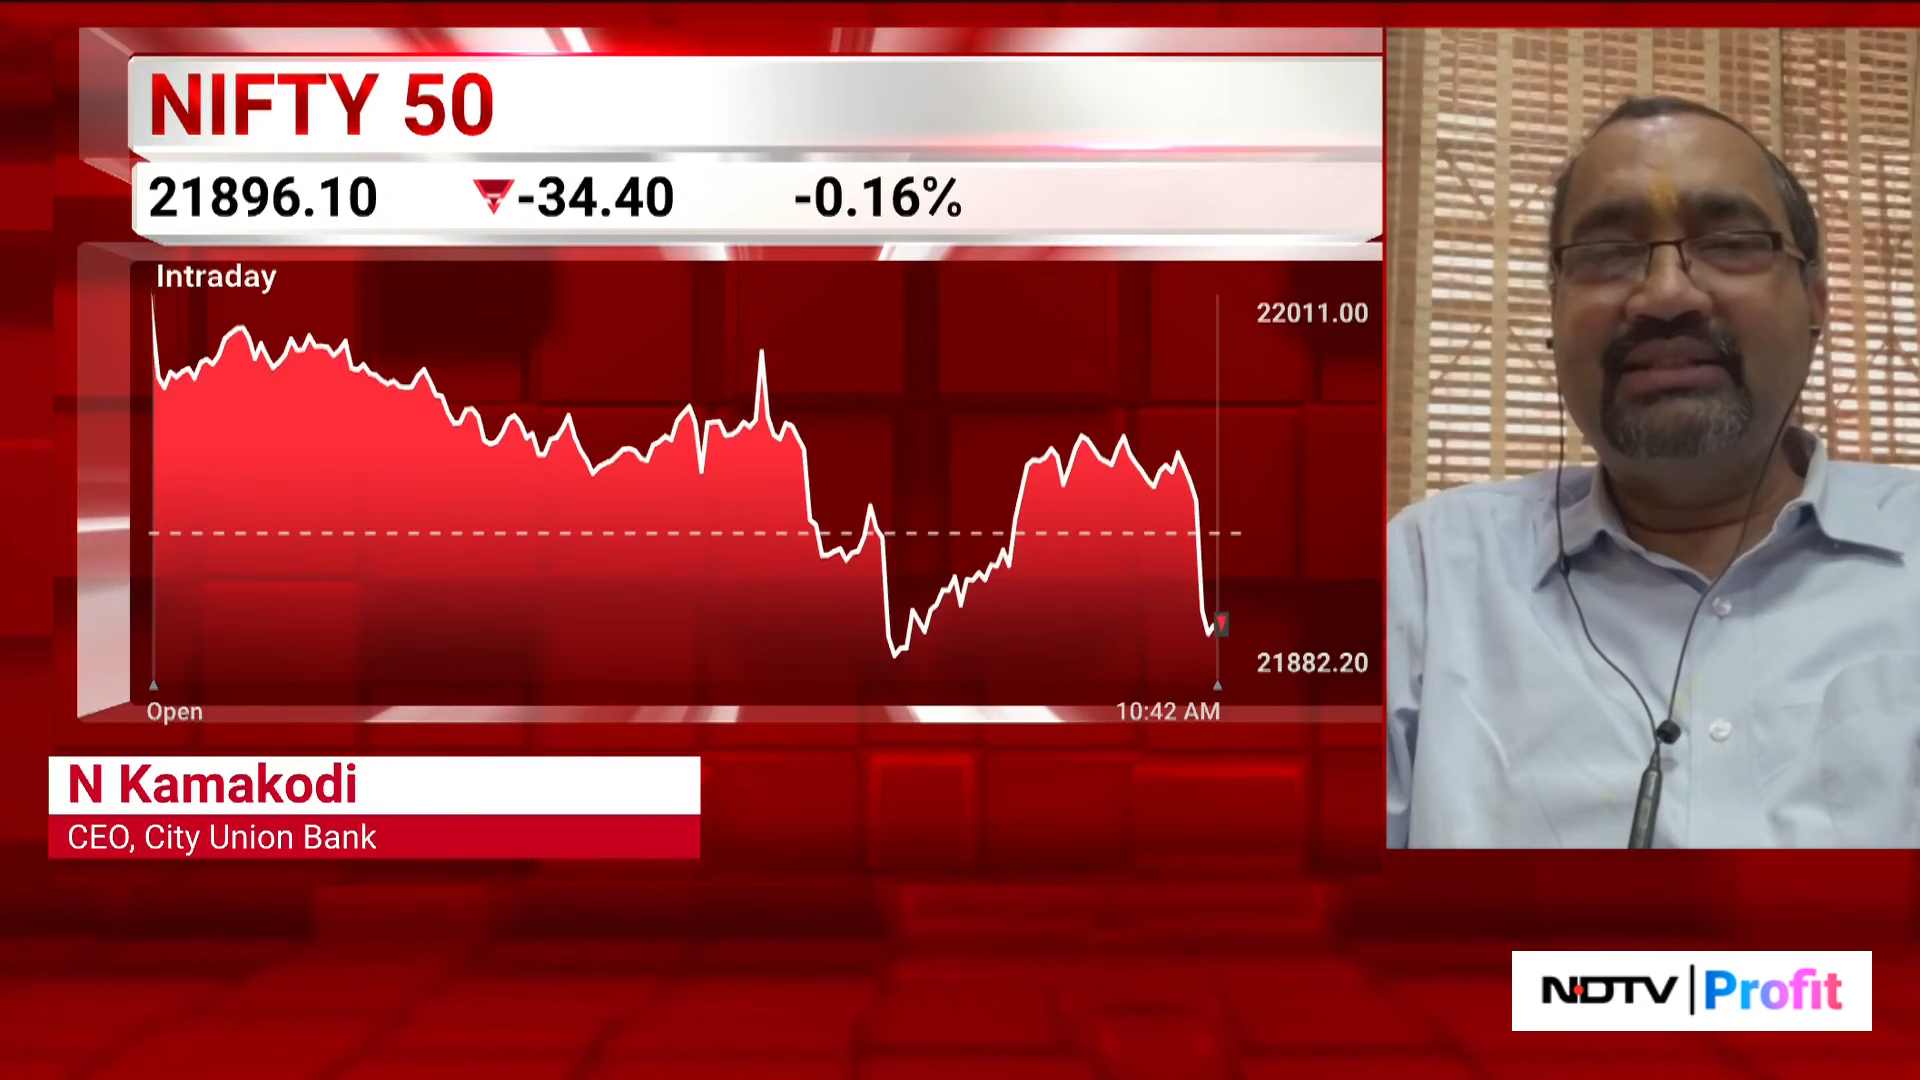 NIFTY 50
21896.10 -34.40 -0.16%
Intraday
22011.00
21882.20
Open 10:42 AM
N Kamakodi
CEO, City Union Bank
NDTV Profit